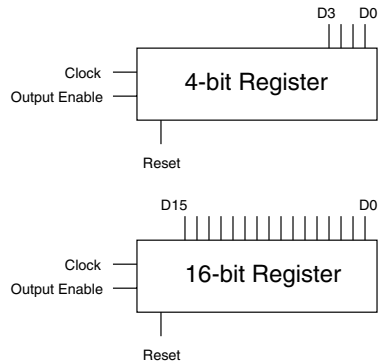 D3 D0
Clock
4-bit Register
Output Enable
Reset
D15 D0
Clock
16-bit Register
Output Enable
Reset